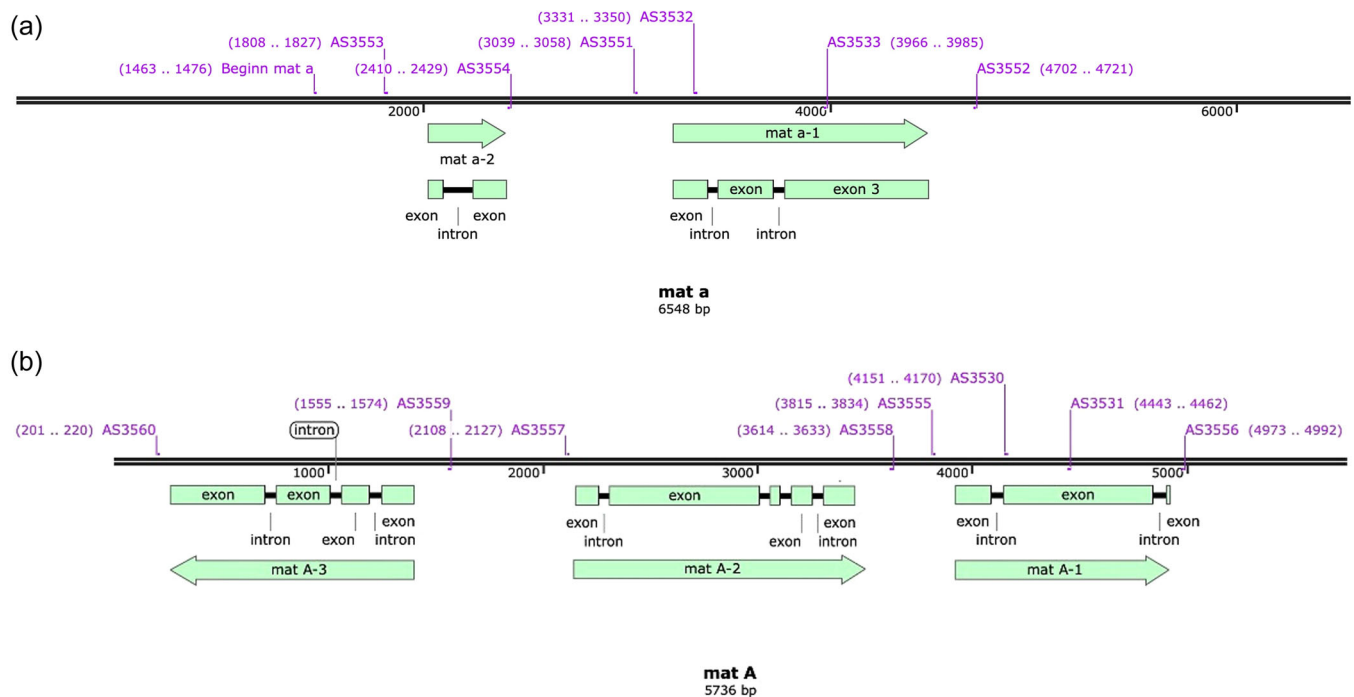 (a)
(3331 .. 3350) AS3532
(1808 .. 1827) AS3553
(3039 .. 3058) AS3551
AS3533 (3966 .. 3985)
(1463 .. 1476) Beginn mat a
(2410 .. 2429) AS3554
AS3552 (4702 .. 4721)
2000
4000
6000
mat a-2
mat a-1
exon
exon 3
exon
exon
exon
intron
intron
intron
mat a
6548 bp
(b)
(4151 .. 4170) AS3530
(1555 .. 1574) AS3559
(3815 .. 3834) AS3555
AS3531 (4443 .. 4462)
(201 .. 220) AS3560
intron
(2108 .. 2127) AS3557
(3614 .. 3633) AS3558
AS3556 (4973 .. 4992)
1000
2000
3000
4000
5000
exon
exon
exon
exon
exon
exon
exon
exon
exon
intron
exon
intron
intron
exon
intron
intron
intron
mat A-3
mat A-2
mat A-1
mat A
5736 bp